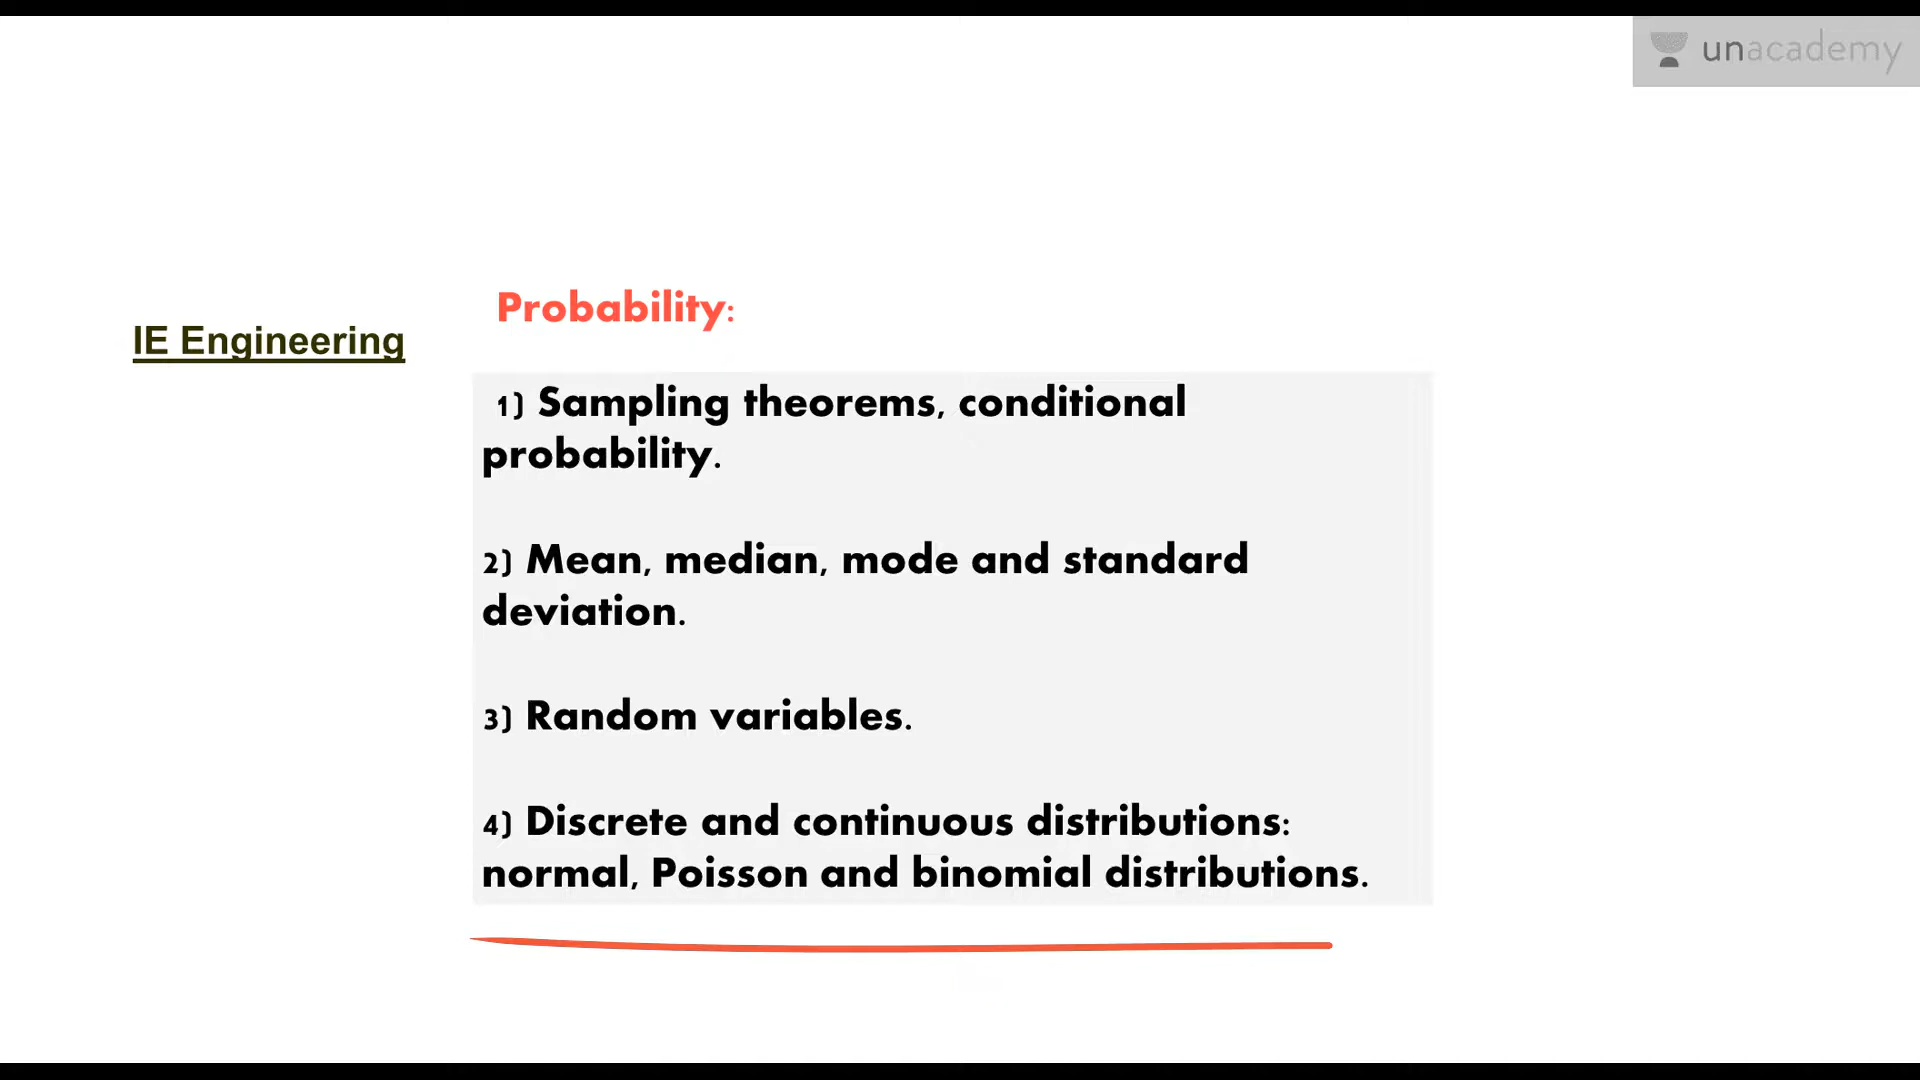 unacademy
Probability:
IE Engineering
1) Sampling theorems, conditional
probability.
2) Mean, median, mode and standard
deviation.
3) Random variables.
4) Discrete and continuous distributions:
normal, Poisson and binomial distributions.